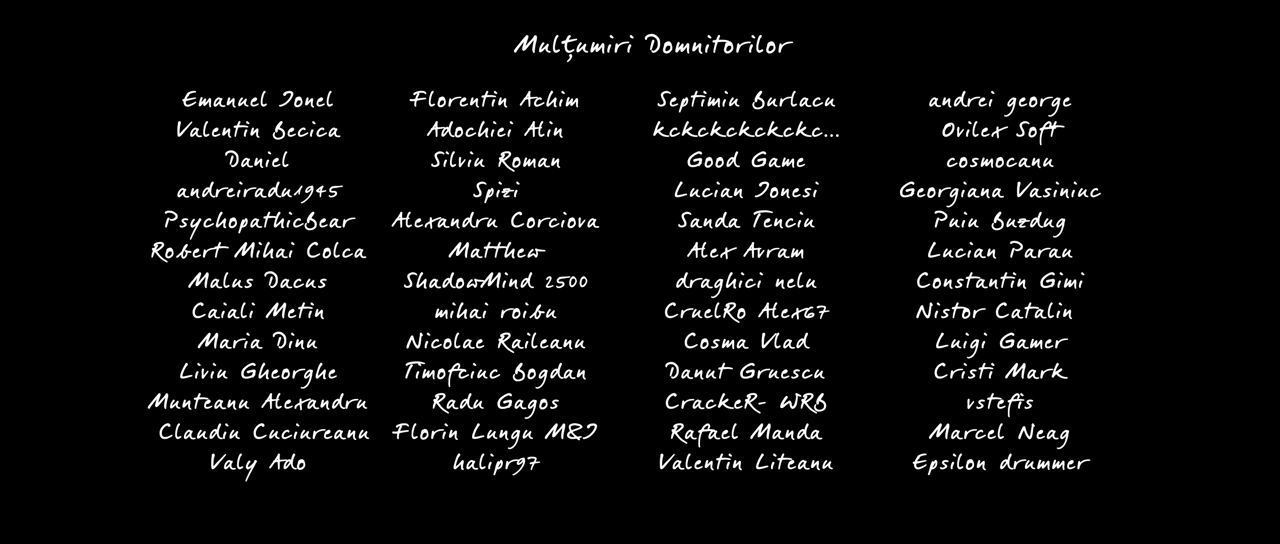 Mulțumiri Domnitorilor
Emanuel Ionel Florentin Achim Septimiu Burlacu andrei george
Valentin Becica Adochiei Alin kckckckckckc... Ovilex Soft
Daniel Silviu Roman Good Game cosmocanu
andreiradu1945 Spizi Lucian Ionesi Georgiana Vasiniuc
PsychopathicBear Alexandru Corciova Sanda Tenciu Puiu Buzdug
Robert Mihai Colca Matthew Alex Avram Lucian Parau
Malus Dacus ShadowMind 2500 draghici nelu Constantin Gimi
Caiali Metin mihai roibu CruelRo Alex67 Nistor Catalin
Maria Dinu Nicolae Raileanu Cosma Vlad Luigi Gamer
Liviu Gheorghe Timofciuc Bogdan Danut Gruescu Cristi Mark
Munteanu Alexandru Radu Gagos CrackeR- WRB vstefis
Claudiu Cuciureanu Florin Lungu M&I Rafael Manda Marcel Neag
Valy Ado halipr97 Valentin Liteanu Epsilon drummer